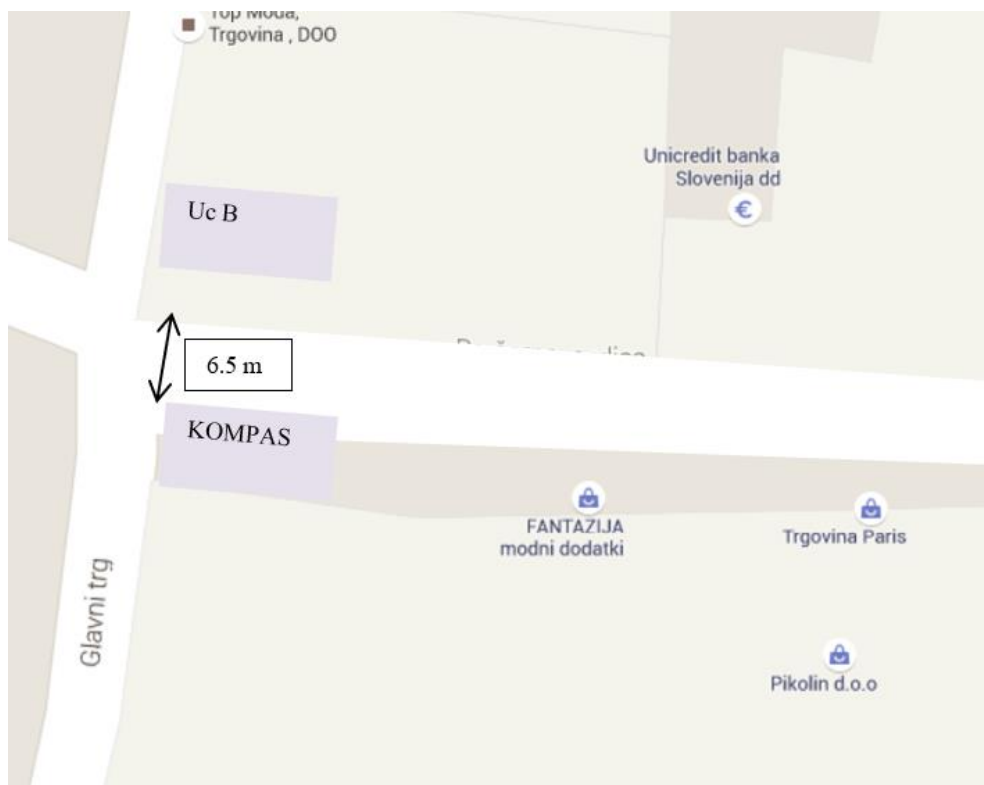 Top Moda,
Trgovina , DOO
Unicredit banka
Slovenija dd
€
Uc B
6.5 m
KOMPAS
FANTAZIJA
modni dodatki
Trgovina Paris
Glavni trg
Pikolin d.o.o